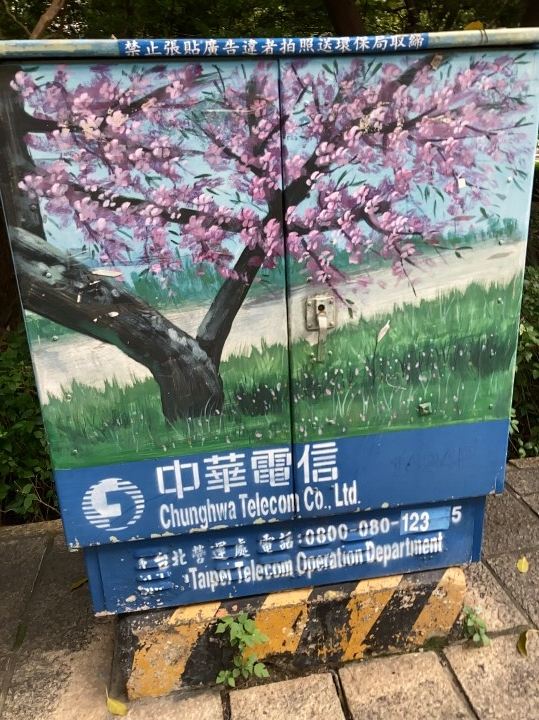 禁止張貼廣告違者拍照送環保局取締
中華電信
Chunghwa Telecom Co., Ltd.
台北營運處 電話:0800-080-123 5
Taipei Telecom Operation Department